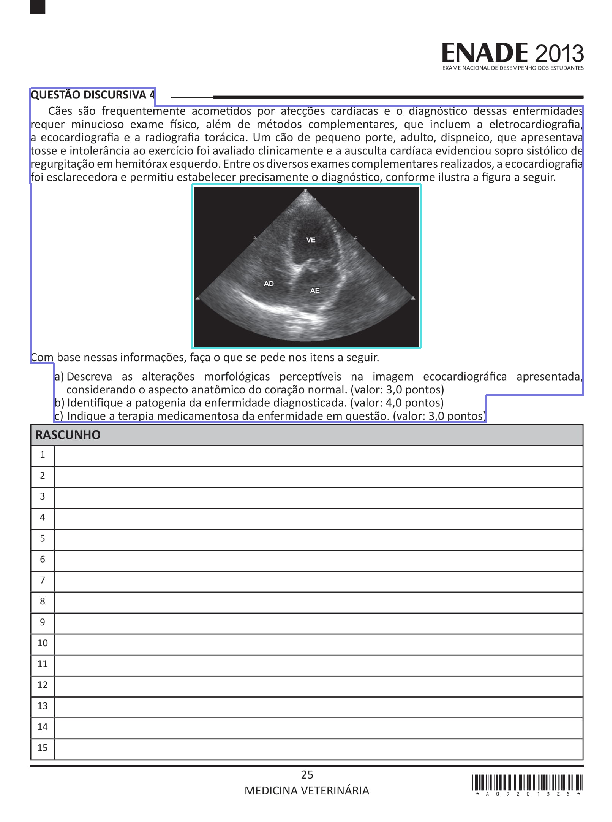 ENADE 2013
EXAME NACIONAL DE DESEMPENHO DOS ESTUDANTES
QUESTÃO DISCURSIVA 4
Cães são frequentemente acometidos por afecções cardíacas e o diagnóstico dessas enfermidades
requer minucioso exame físico, além de métodos complementares, que incluem a eletrocardiografia,
a ecocardiografia e a radiografia torácica. Um cão de pequeno porte, adulto, dispneico, que apresentava
tosse e intolerância ao exercício foi avaliado clinicamente e a ausculta cardíaca evidenciou sopro sistólico de
regurgitação em hemitórax esquerdo. Entre os diversos exames complementares realizados, a ecocardiografia
foi esclarecedora e permitiu estabelecer precisamente o diagnóstico, conforme ilustra a figura a seguir.
VE
AD
AE
Com base nessas informações, faça o que se pede nos itens a seguir.
a) Descreva as alterações morfológicas perceptíveis na imagem ecocardiográfica apresentada,
considerando o aspecto anatômico do coração normal. (valor: 3,0 pontos)
b) Identifique a patogenia da enfermidade diagnosticada. (valor: 4,0 pontos)
c) Indique a terapia medicamentosa da enfermidade em questão. (valor: 3,0 pontos)
RASCUNHO
1
2
3
4
5
6
7
8
9
10
11
12
13
14
15
25
MEDICINA VETERINÁRIA